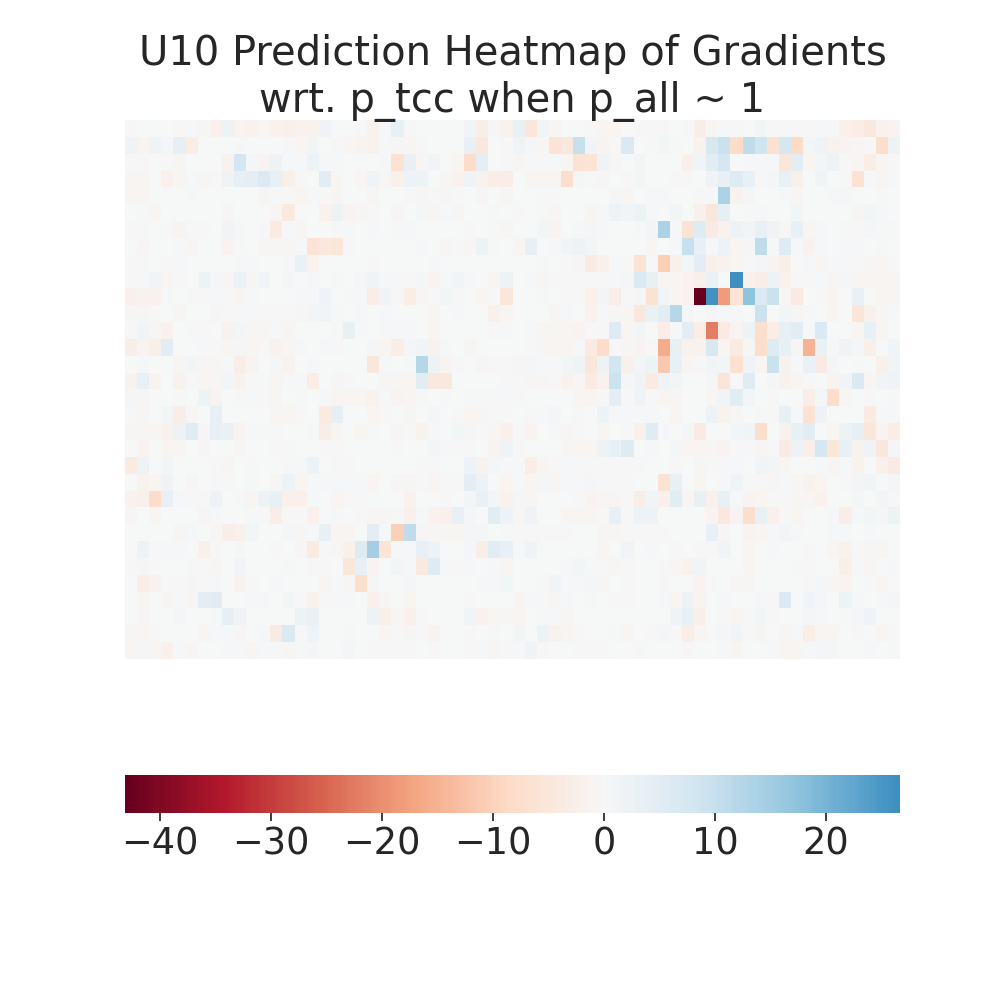 U10 Prediction Heatmap of Gradients
wrt. p_tcc when p_all ~ 1
−40 −30 −20 −10 0 10 20